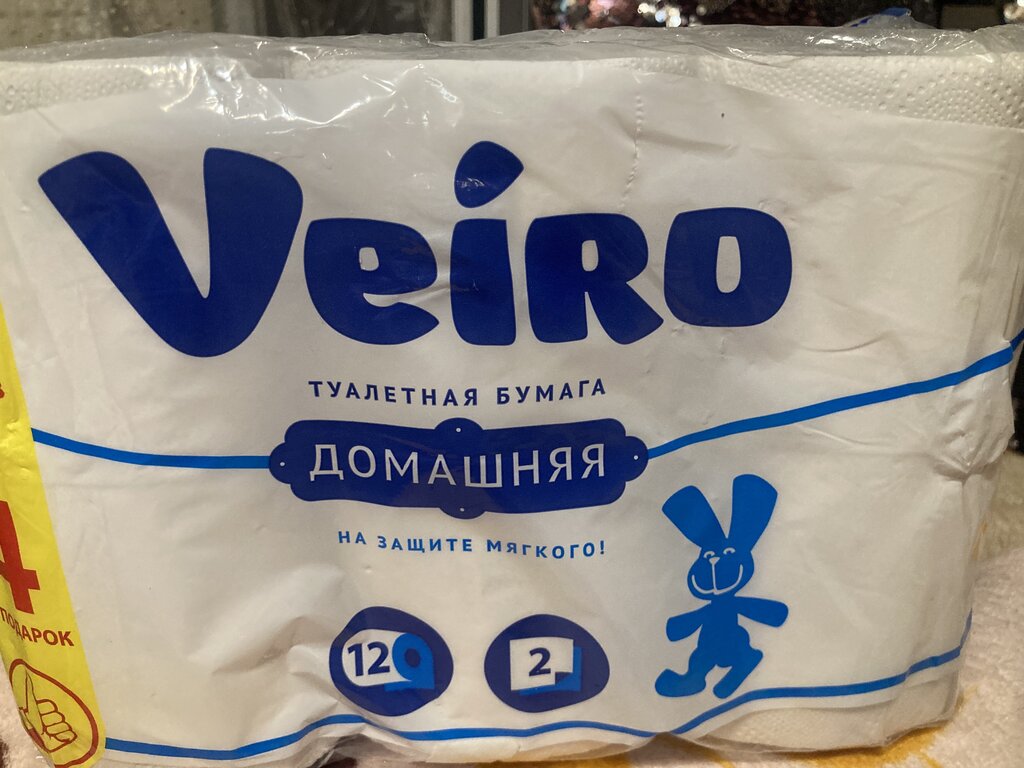 Veiro
ТУАЛЕТНАЯ БУМАГА
ДОМАШНЯЯ
НА ЗАЩИТЕ МЯГКОГО!
4
ПОДАРОК
12
2